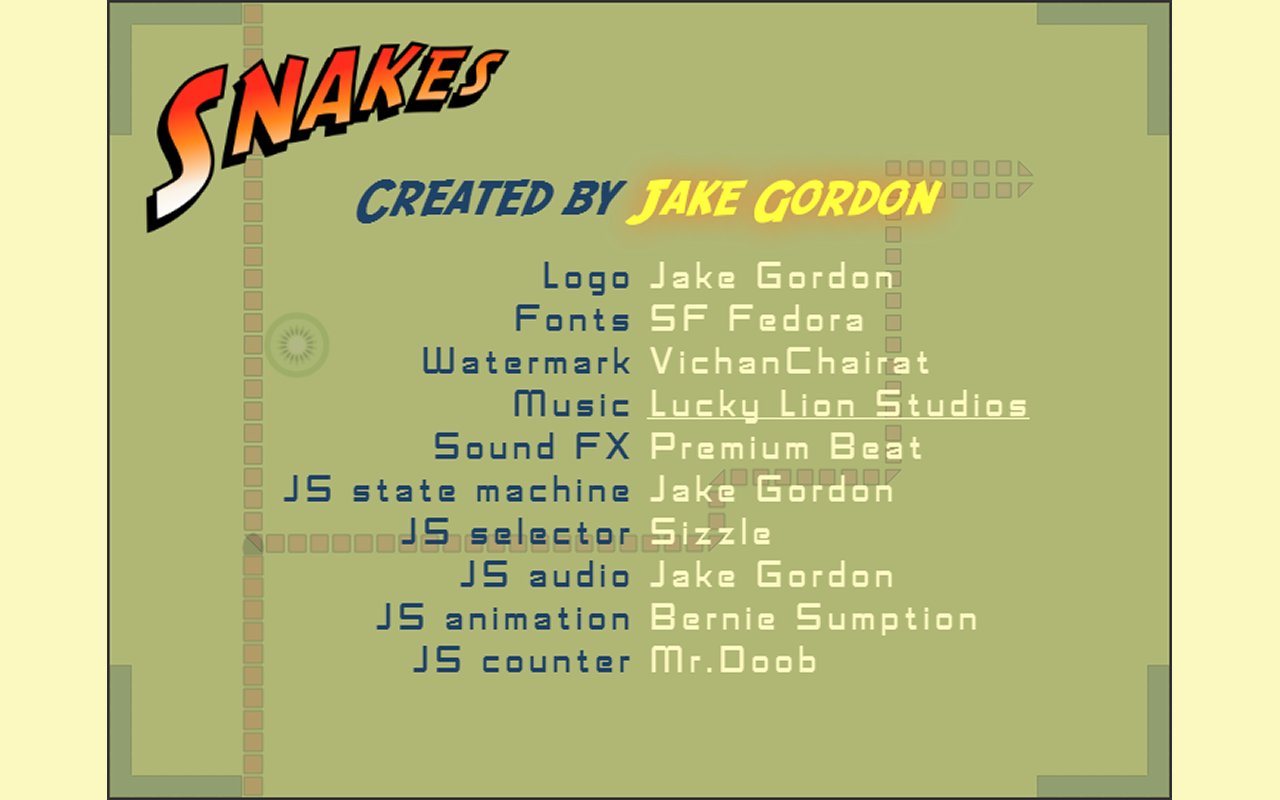 SNAKES
CREATED BY JAKE GORDON
Logo Jake Gordon
Fonts SF Fedora
Watermark VichanChairat
Music Lucky Lion Studios
Sound FX Premium Beat
JS state machine Jake Gordon
JS selector Sizzle
JS audio Jake Gordon
JS animation Bernie Sumption
JS counter Mr.Doob